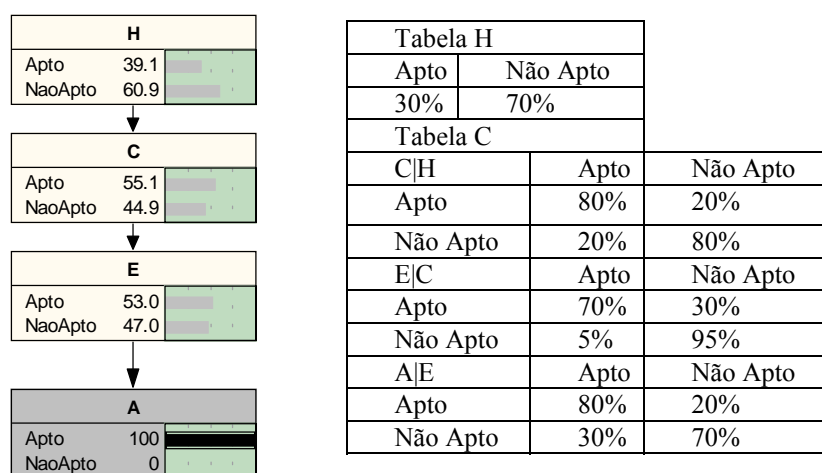 H
Apto 39.1
NaoApto 60.9
C
Apto 55.1
NaoApto 44.9
E
Apto 53.0
NaoApto 47.0
A
Apto 100
NaoApto 0
Tabela H
Apto Não Apto
30% 70%
Tabela C
C|H Apto Não Apto
Apto 80% 20%
Não Apto 20% 80%
E|C Apto Não Apto
Apto 70% 30%
Não Apto 5% 95%
A|E Apto Não Apto
Apto 80% 20%
Não Apto 30% 70%